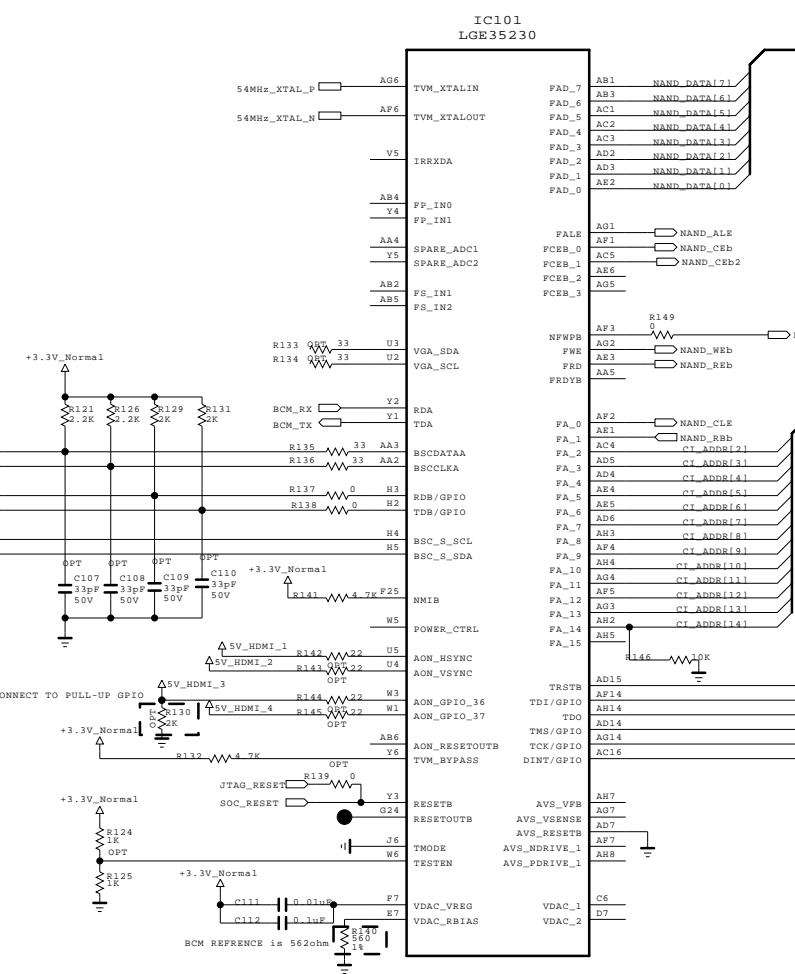 IC101
LGE35230
54MHz_XTAL_P AG6 TVM_XTALIN
54MHz_XTAL_N AF6 TVM_XTALOUT
V5 IRRXDA
AB4 FP_IN0
Y4 FP_IN1
AA4 SPARE_ADC1
Y5 SPARE_ADC2
AB2 FS_IN1
AB5 FS_IN2
R133 OPT 33 U3 VGA_SDA
R134 OPT 33 U2 VGA_SCL
BCM_RX Y2 RDA
BCM_TX Y1 TDA
R135 33 AA3 BSCDATAA
R136 33 AA2 BSCCLKA
R137 0 H3 RDB/GPIO
R138 0 H2 TDB/GPIO
H4 BSC_S_SCL
H5 BSC_S_SDA
+3.3V_Normal
R141 4.7K F25 NMIB
W5 POWER_CTRL
5V_HDMI_1 R142 22 U5 AON_HSYNC
5V_HDMI_2 R143 OPT 22 U4 AON_VSYNC
OPT
5V_HDMI_3 R144 22 W3 AON_GPIO_36
5V_HDMI_4 R145 OPT 22 W1 AON_GPIO_37
OPT
AB6 AON_RESETOUTB
+3.3V_Normal R132 4.7K Y6 TVM_BYPASS
OPT
JTAG_RESET R139 0
SOC_RESET Y3 RESETB
G24 RESETOUTB
J6 TMODE
W6 TESTEN
+3.3V_Normal
C111 0.01uF F7 VDAC_VREG
C112 0.1uF E7 VDAC_RBIAS
BCM REFRENCE is 562ohm
R140
560
1%
+3.3V_Normal
R121
2.2K
R126
2.2K
R129
2K
R131
2K
OPT
C107
33pF
50V
OPT
C108
33pF
50V
OPT
C109
33pF
50V
OPT
C110
33pF
50V
ONNECT TO PULL-UP GPIO
OPT
R130
2K
+3.3V_Normal
R124
1K
OPT
R125
1K
FAD_7 AB1 NAND_DATA[7]
FAD_6 AB3 NAND_DATA[6]
FAD_5 AC1 NAND_DATA[5]
FAD_4 AC2 NAND_DATA[4]
FAD_3 AC3 NAND_DATA[3]
FAD_2 AD2 NAND_DATA[2]
FAD_1 AD3 NAND_DATA[1]
FAD_0 AE2 NAND_DATA[0]
FALE AG1 NAND_ALE
FCEB_0 AF1 NAND_CEb
FCEB_1 AC5 NAND_CEb2
FCEB_2 AE6
FCEB_3 AG5
R149
0
NFWPB AF3
FWE AG2 NAND_WEb
FRD AE3 NAND_REb
FRDYB AA5
FA_0 AF2 NAND_CLE
FA_1 AE1 NAND_RBb
FA_2 AC4 CI_ADDR[2]
FA_3 AD5 CI_ADDR[3]
FA_4 AD4 CI_ADDR[4]
FA_5 AE4 CI_ADDR[5]
FA_6 AE5 CI_ADDR[6]
FA_7 AD6 CI_ADDR[7]
FA_8 AH3 CI_ADDR[8]
FA_9 AF4 CI_ADDR[9]
FA_10 AH4 CI_ADDR[10]
FA_11 AG4 CI_ADDR[11]
FA_12 AF5 CI_ADDR[12]
FA_13 AG3 CI_ADDR[13]
FA_14 AH2 CI_ADDR[14]
FA_15 AH5
R146 10K
TRSTB AD15
TDI/GPIO AF14
TDO AH14
TMS/GPIO AD14
TCK/GPIO AG14
DINT/GPIO AC16
AVS_VFB AH7
AVS_VSENSE AG7
AVS_RESETB AD7
AVS_NDRIVE_1 AF7
AVS_PDRIVE_1 AH8
VDAC_1 C6
VDAC_2 D7